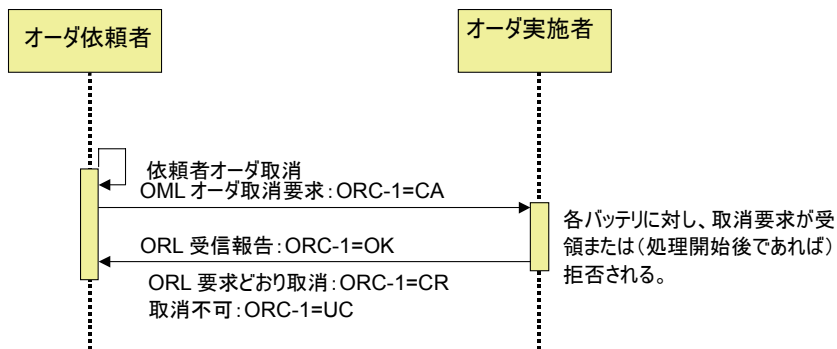 オーダ依頼者
オーダ実施者
依頼者オーダ取消
OML オーダ取消要求:ORC-1=CA
各バッテリに対し、取消要求が受
領または(処理開始後であれば)
拒否される。
ORL 受信報告:ORC-1=OK
ORL 要求どおり取消:ORC-1=CR
取消不可:ORC-1=UC